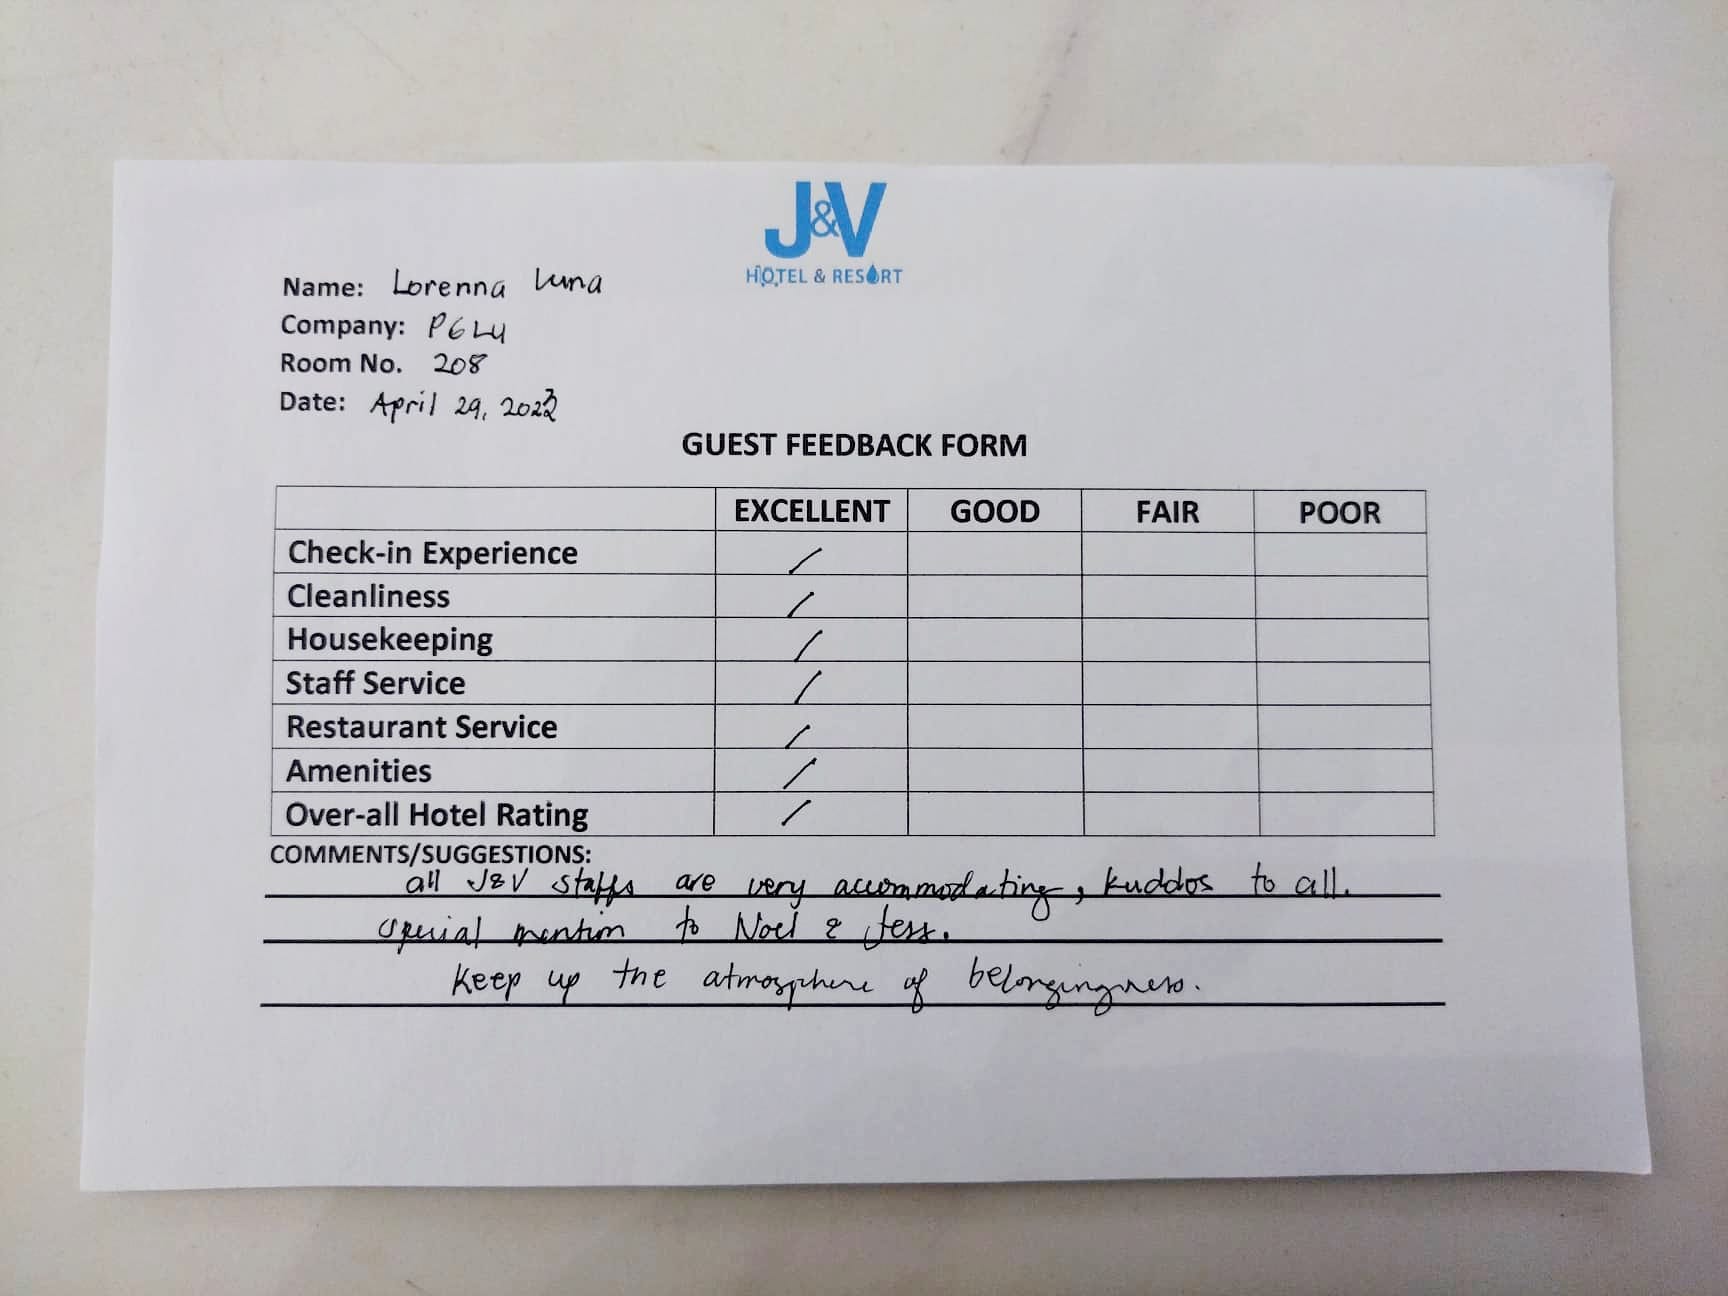 J&V
HOTEL & RESORT
Name: Lorenna Luna
Company: PGLU
Room No. 208
Date: April 29, 2022
GUEST FEEDBACK FORM
EXCELLENT GOOD FAIR POOR
Check-in Experience /
Cleanliness /
Housekeeping /
Staff Service /
Restaurant Service /
Amenities /
Over-all Hotel Rating /
COMMENTS/SUGGESTIONS:
all J&V staffs are very accommodating, kuddos to all.
special mention to Noel & Jess.
Keep up the atmosphere of belongingness.